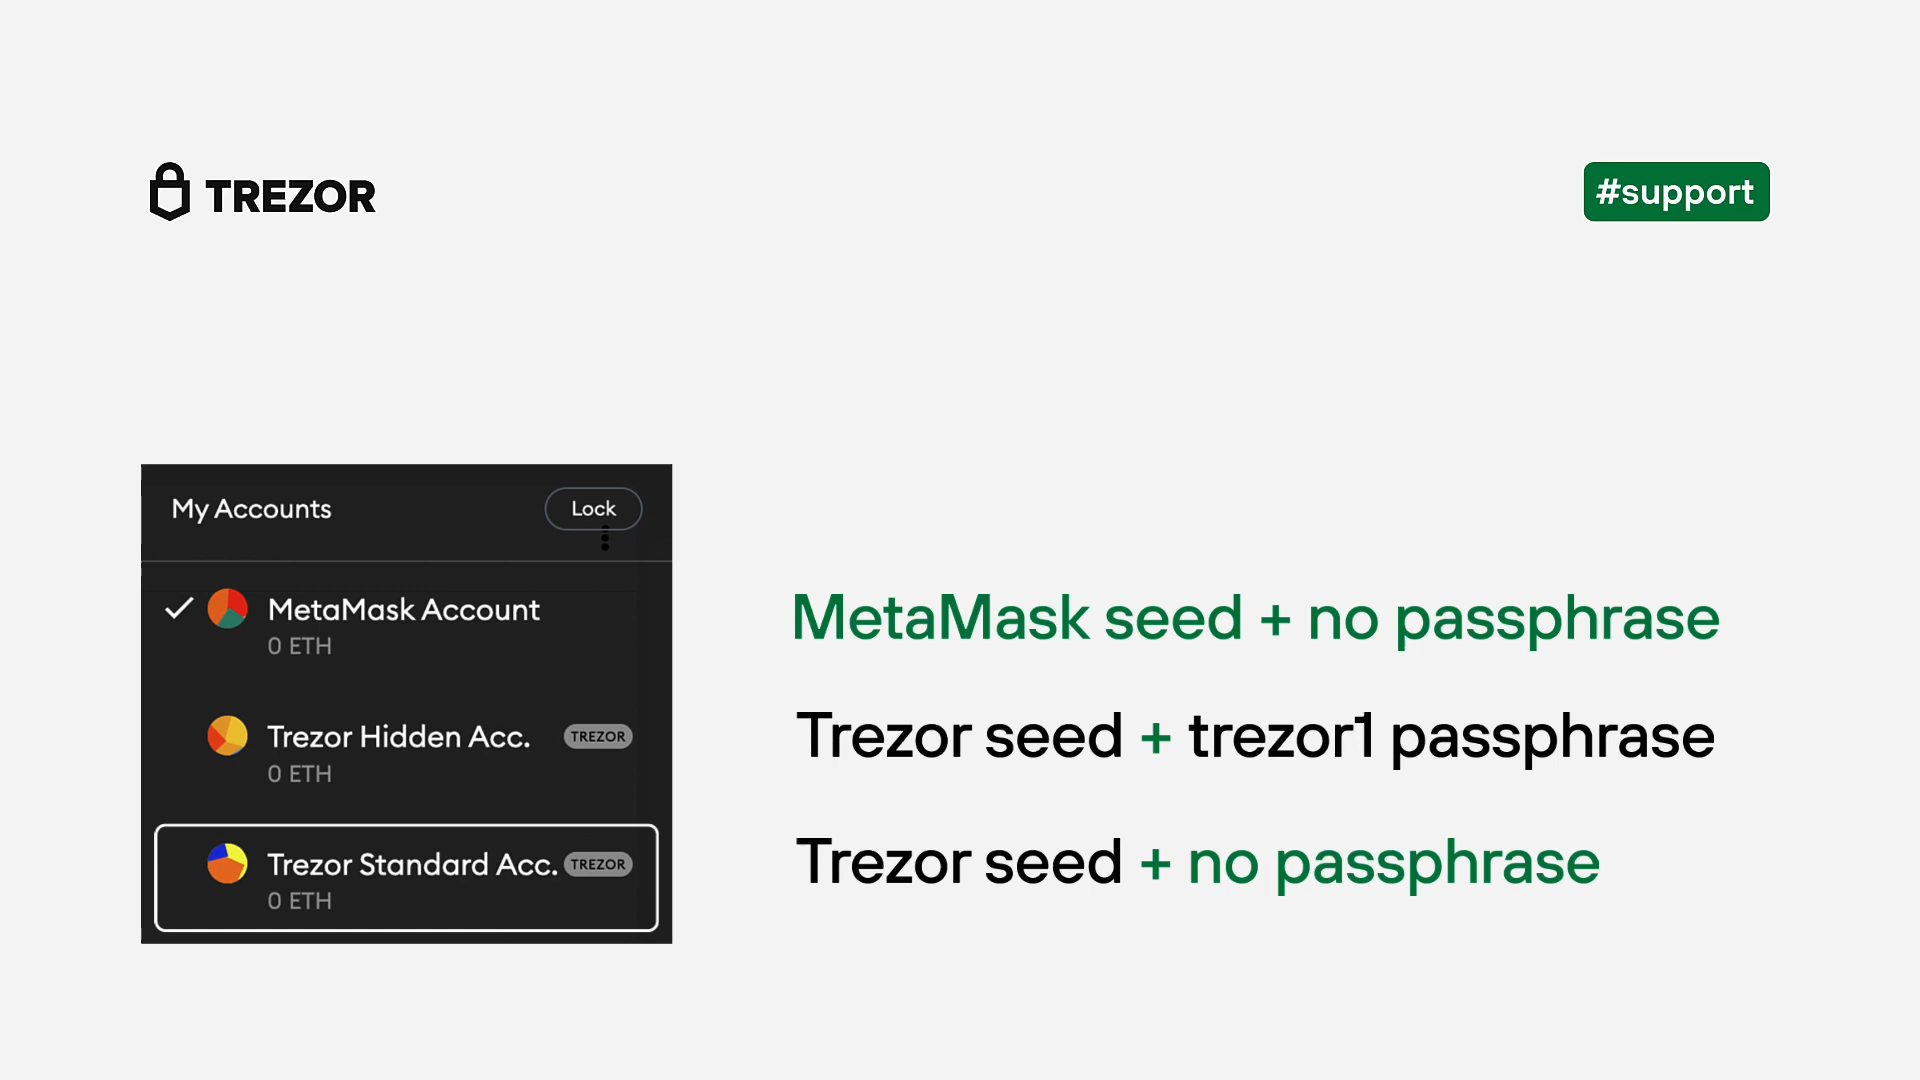 TREZOR
#support
My Accounts
Lock
MetaMask Account
0 ETH
Trezor Hidden Acc.
TREZOR
0 ETH
Trezor Standard Acc.
TREZOR
0 ETH
MetaMask seed + no passphrase
Trezor seed + trezor1 passphrase
Trezor seed + no passphrase